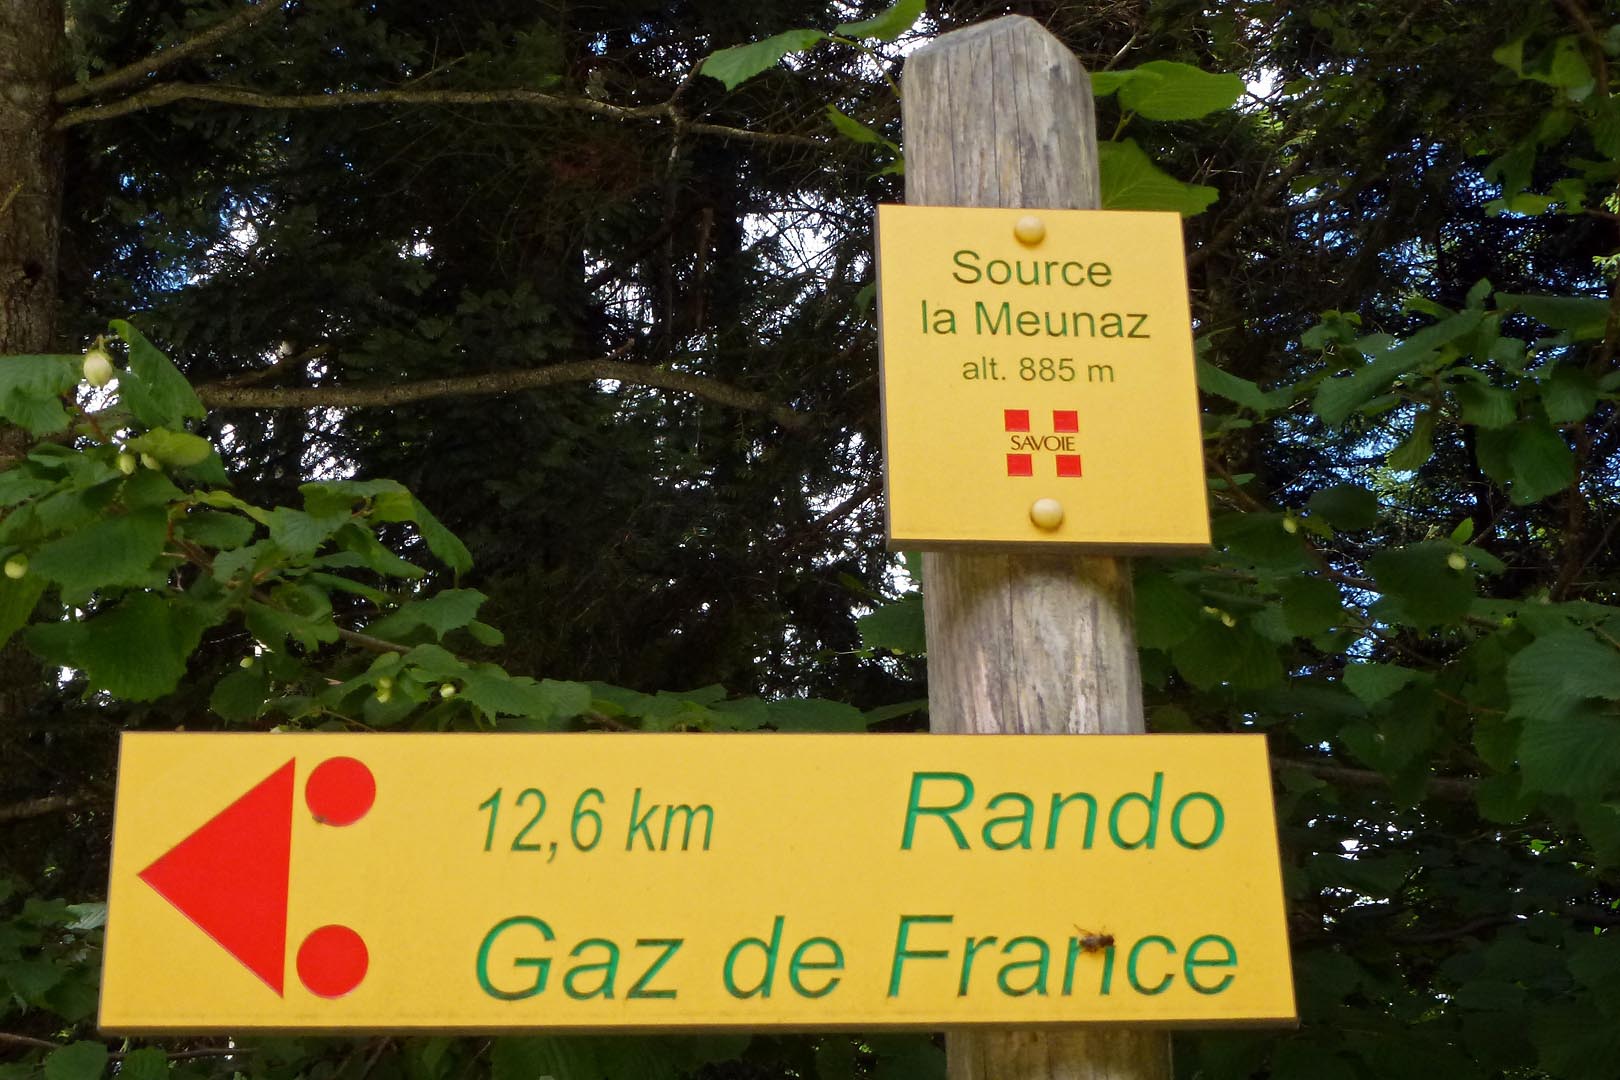 Source
la Meunaz
alt. 885 m
SAVOIE
12,6 km Rando
Gaz de France